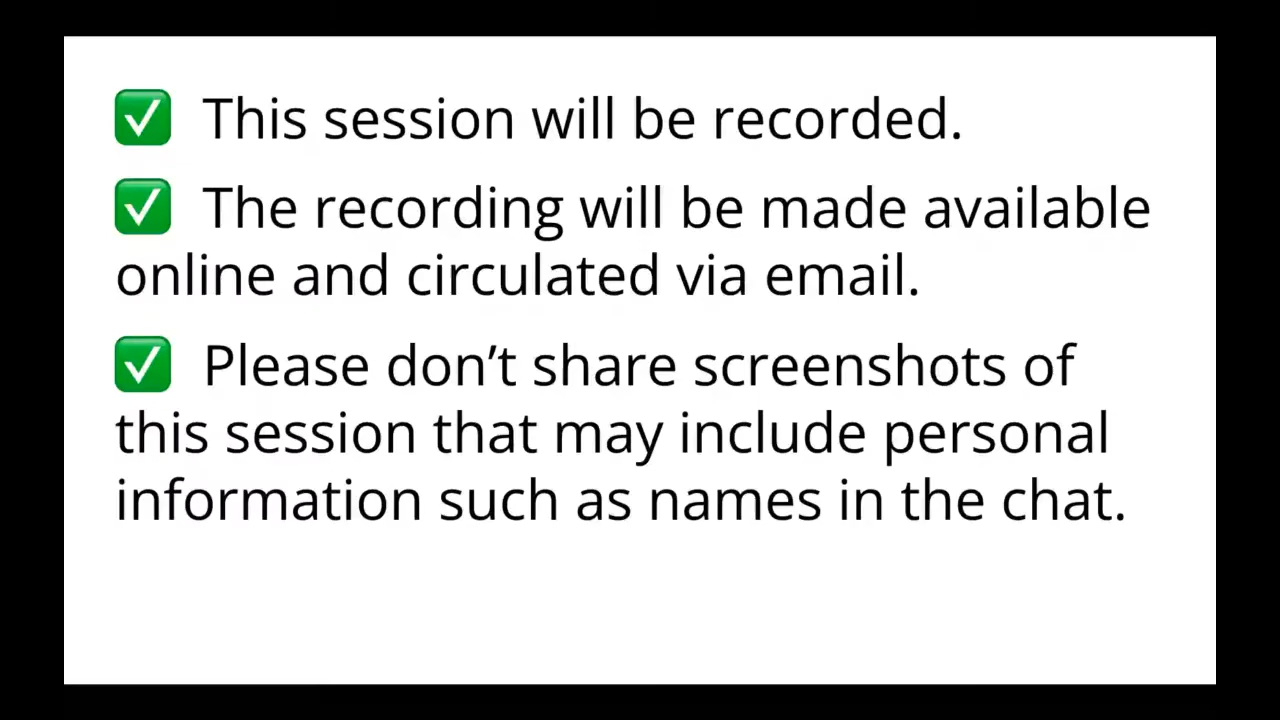 ✅ This session will be recorded.
✅ The recording will be made available
online and circulated via email.
✅ Please don’t share screenshots of
this session that may include personal
information such as names in the chat.